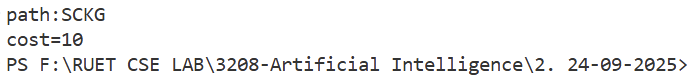 path:SCKG
cost=10
PS F:\RUET CSE LAB\3208-Artificial Intelligence\2. 24-09-2025>